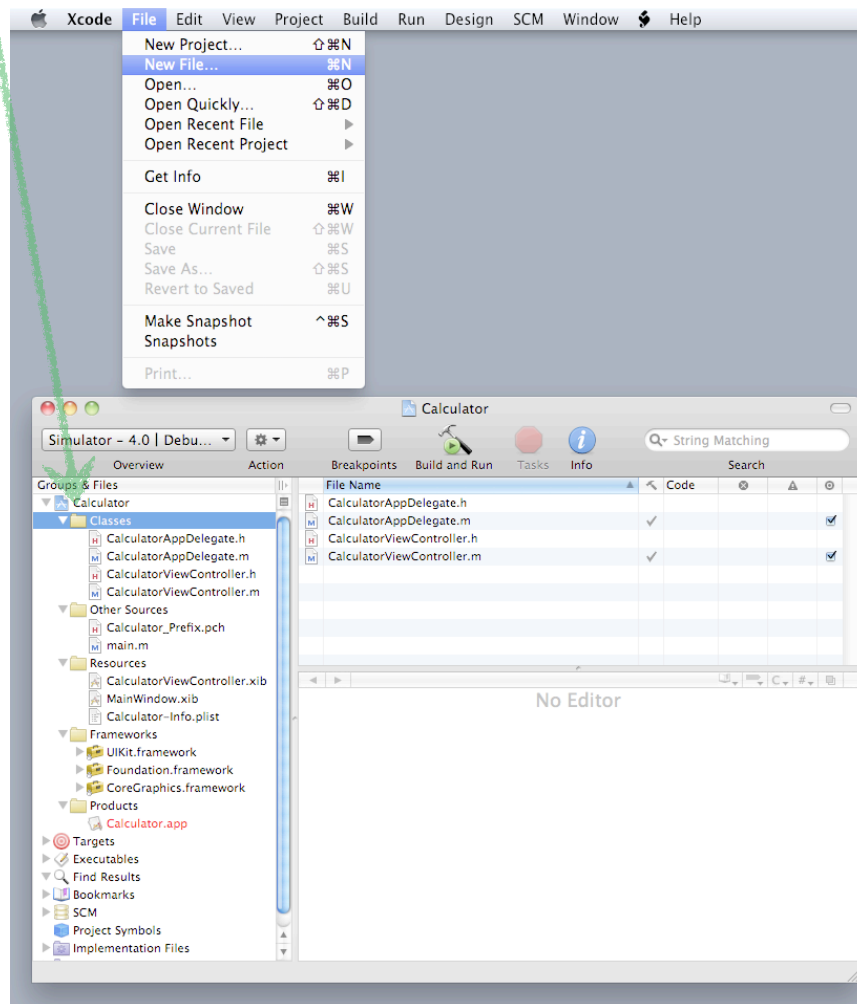 Xcode File Edit View Project Build Run Design SCM Window Help
New Project... ⇧⌘N
New File... ⌘N
Open... ⌘O
Open Quickly... ⇧⌘D
Open Recent File ▶
Open Recent Project ▶
Get Info ⌘I
Close Window ⌘W
Close Current File ⇧⌘W
Save ⌘S
Save As... ⇧⌘S
Revert to Saved ⌘U
Make Snapshot ^⌘S
Snapshots
Print... ⌘P
Calculator
Simulator - 4.0 | Debu... String Matching
Overview Action Breakpoints Build and Run Tasks Info Search
Groups & Files File Name Code
Calculator CalculatorAppDelegate.h
Classes CalculatorAppDelegate.m
CalculatorAppDelegate.h CalculatorViewController.h
CalculatorAppDelegate.m CalculatorViewController.m
CalculatorViewController.h
CalculatorViewController.m
Other Sources
Calculator_Prefix.pch
main.m
Resources
CalculatorViewController.xib C #
MainWindow.xib No Editor
Calculator-Info.plist
Frameworks
UIKit.framework
Foundation.framework
CoreGraphics.framework
Products
Calculator.app
Targets
Executables
Find Results
Bookmarks
SCM
Project Symbols
Implementation Files